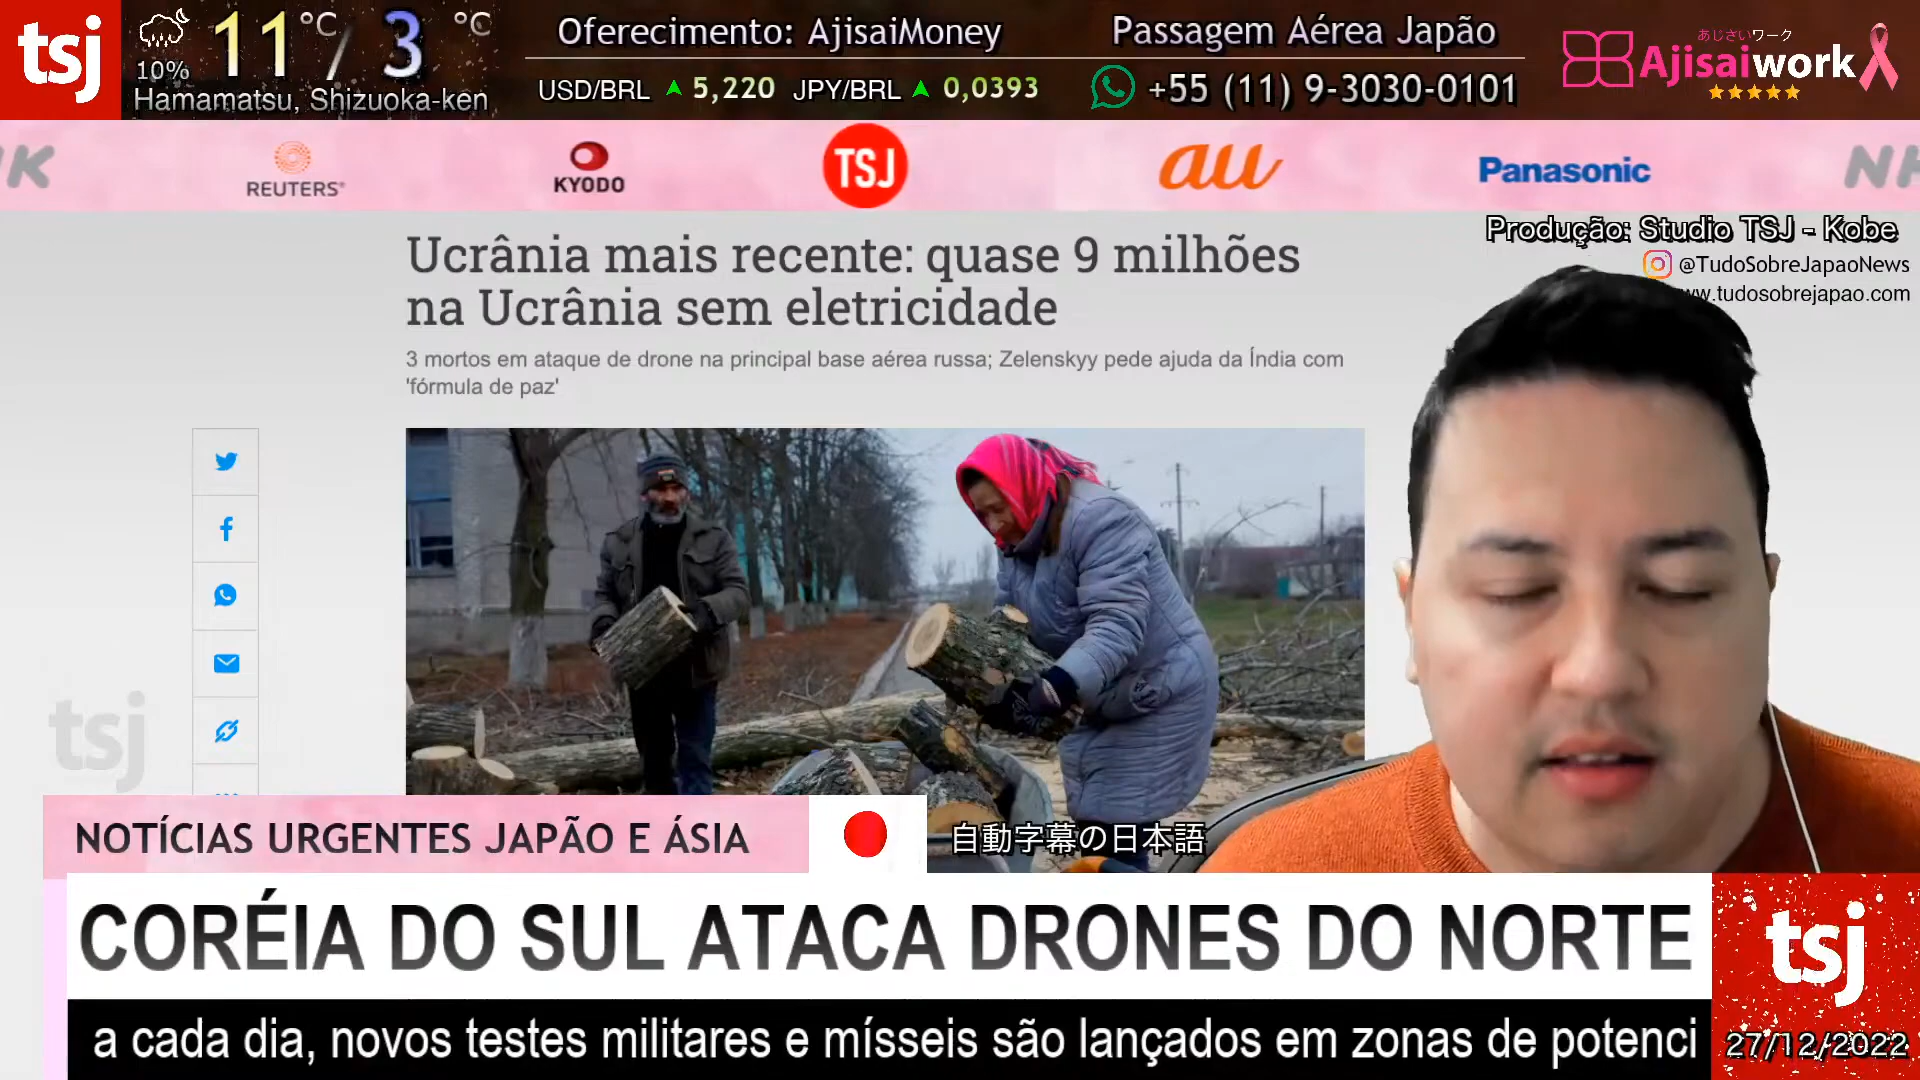 tsj
11 °C / 3 °C
10%
Hamamatsu, Shizuoka-ken
Oferecimento: AjisaiMoney
USD/BRL ▲ 5,220 JPY/BRL ▲ 0,0393
Passagem Aérea Japão
+55 (11) 9-3030-0101
あじさいワーク
Ajisaiwork
REUTERS
KYODO
TSJ
au
Panasonic
Produção: Studio TSJ - Kobe
@TudoSobreJapaoNews
.tudosobrejapao.com
Ucrânia mais recente: quase 9 milhões
na Ucrânia sem eletricidade
3 mortos em ataque de drone na principal base aérea russa; Zelenskyy pede ajuda da Índia com
'fórmula de paz'
tsj
NOTÍCIAS URGENTES JAPÃO E ÁSIA
自動字幕の日本語
CORÉIA DO SUL ATACA DRONES DO NORTE
a cada dia, novos testes militares e mísseis são lançados em zonas de potenci
tsj
27/12/2022